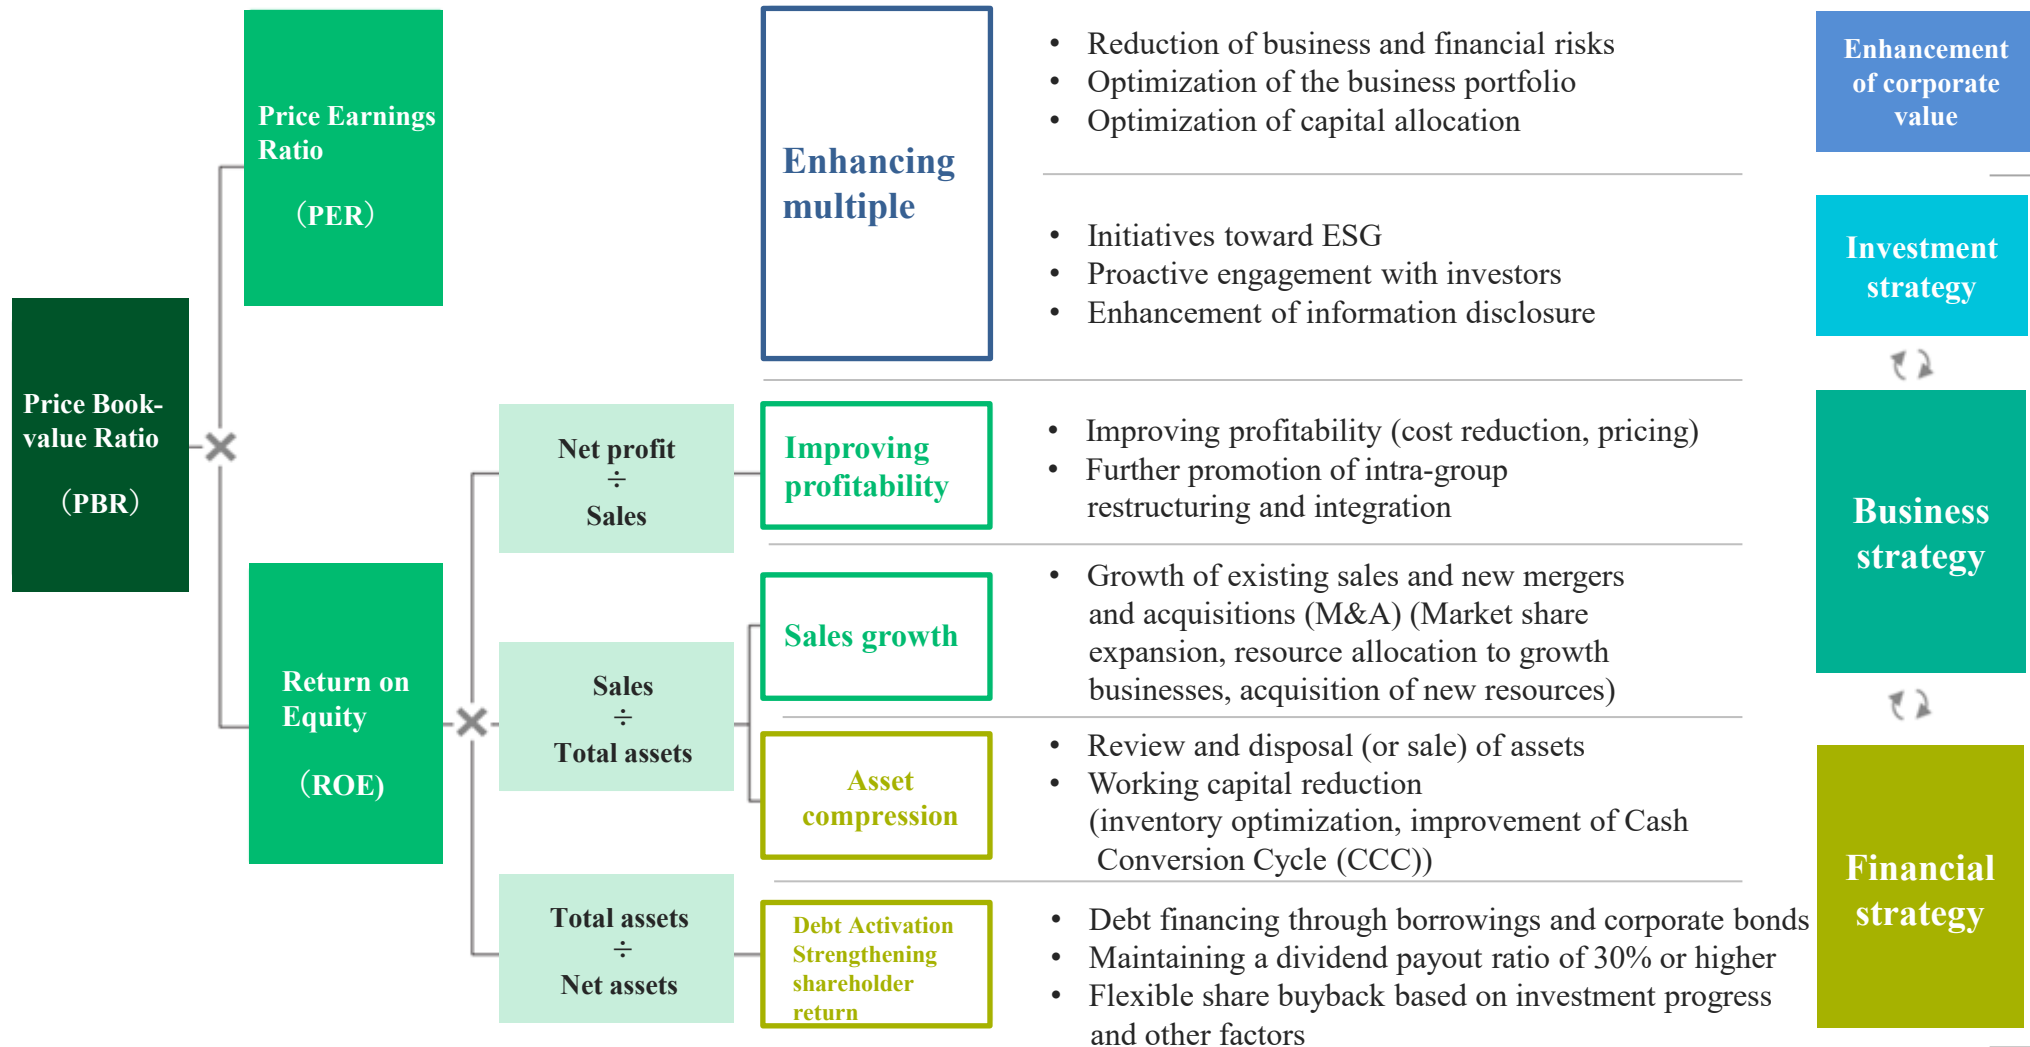 Price Book-
value Ratio
（PBR）
Price Earnings
Ratio
（PER）
Return on
Equity
（ROE)
Net profit
÷
Sales
Sales
÷
Total assets
Total assets
÷
Net assets
Enhancing
multiple
• Reduction of business and financial risks
• Optimization of the business portfolio
• Optimization of capital allocation
• Initiatives toward ESG
• Proactive engagement with investors
• Enhancement of information disclosure
Improving
profitability
• Improving profitability (cost reduction, pricing)
• Further promotion of intra-group
restructuring and integration
Sales growth
• Growth of existing sales and new mergers
and acquisitions (M&A) (Market share
expansion, resource allocation to growth
businesses, acquisition of new resources)
Asset
compression
• Review and disposal (or sale) of assets
• Working capital reduction
(inventory optimization, improvement of Cash
Conversion Cycle (CCC))
Debt Activation
Strengthening
shareholder
return
• Debt financing through borrowings and corporate bonds
• Maintaining a dividend payout ratio of 30% or higher
• Flexible share buyback based on investment progress
and other factors
Enhancement
of corporate
value
Investment
strategy
Business
strategy
Financial
strategy